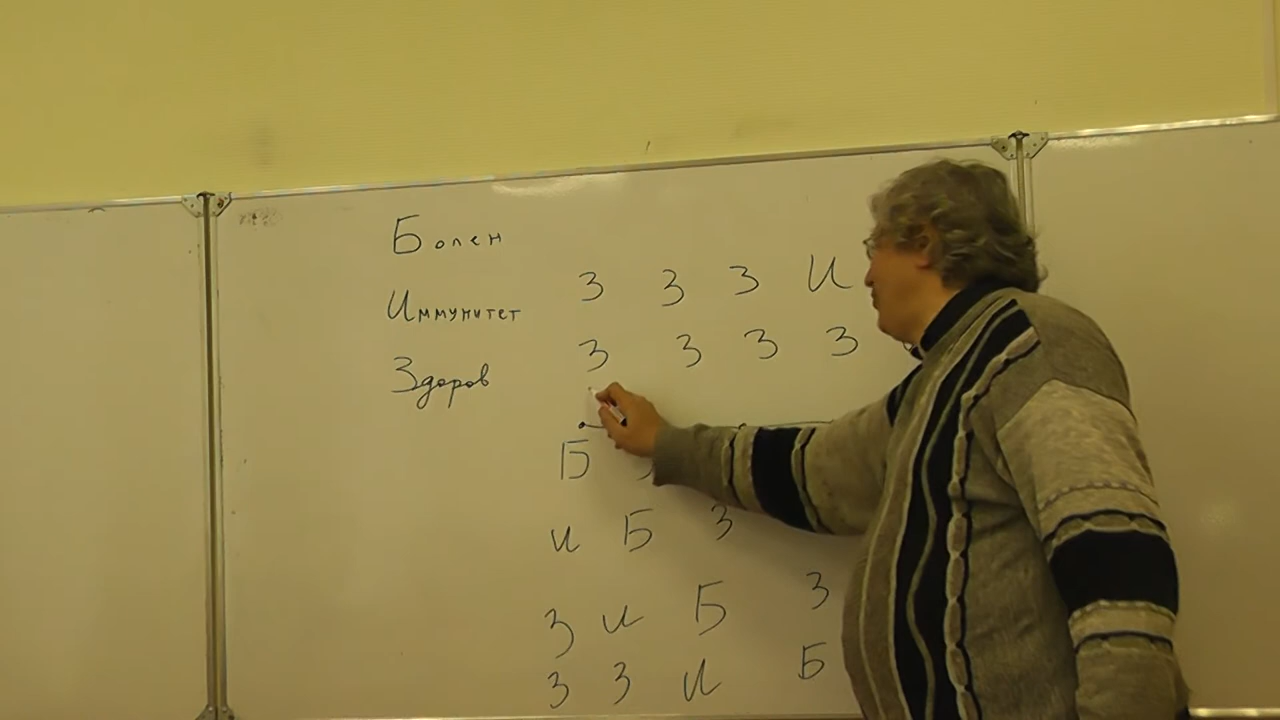 Болен
Иммунитет
Здоров
З З З И
З З З З
Б
И Б З
З И Б З
З З И Б